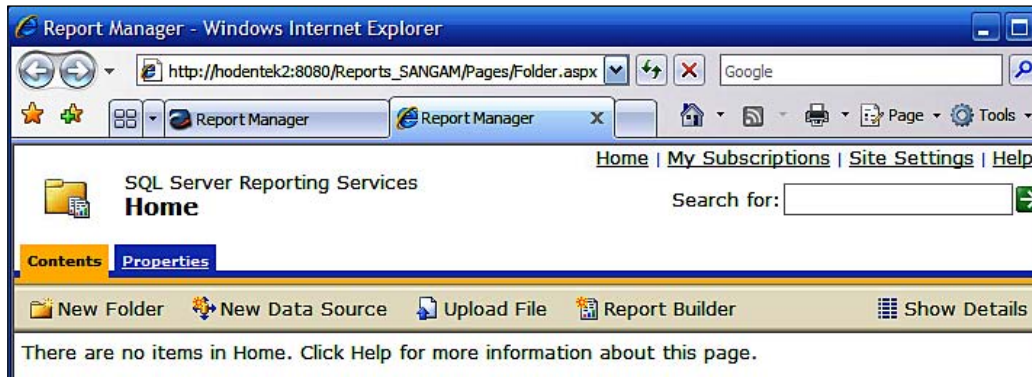 Report Manager - Windows Internet Explorer
http://hodentek2:8080/Reports_SANGAM/Pages/Folder.aspx Google
Report Manager Report Manager x Page Tools
Home | My Subscriptions | Site Settings | Help
SQL Server Reporting Services
Home
Search for:
Contents Properties
New Folder New Data Source Upload File Report Builder Show Details
There are no items in Home. Click Help for more information about this page.